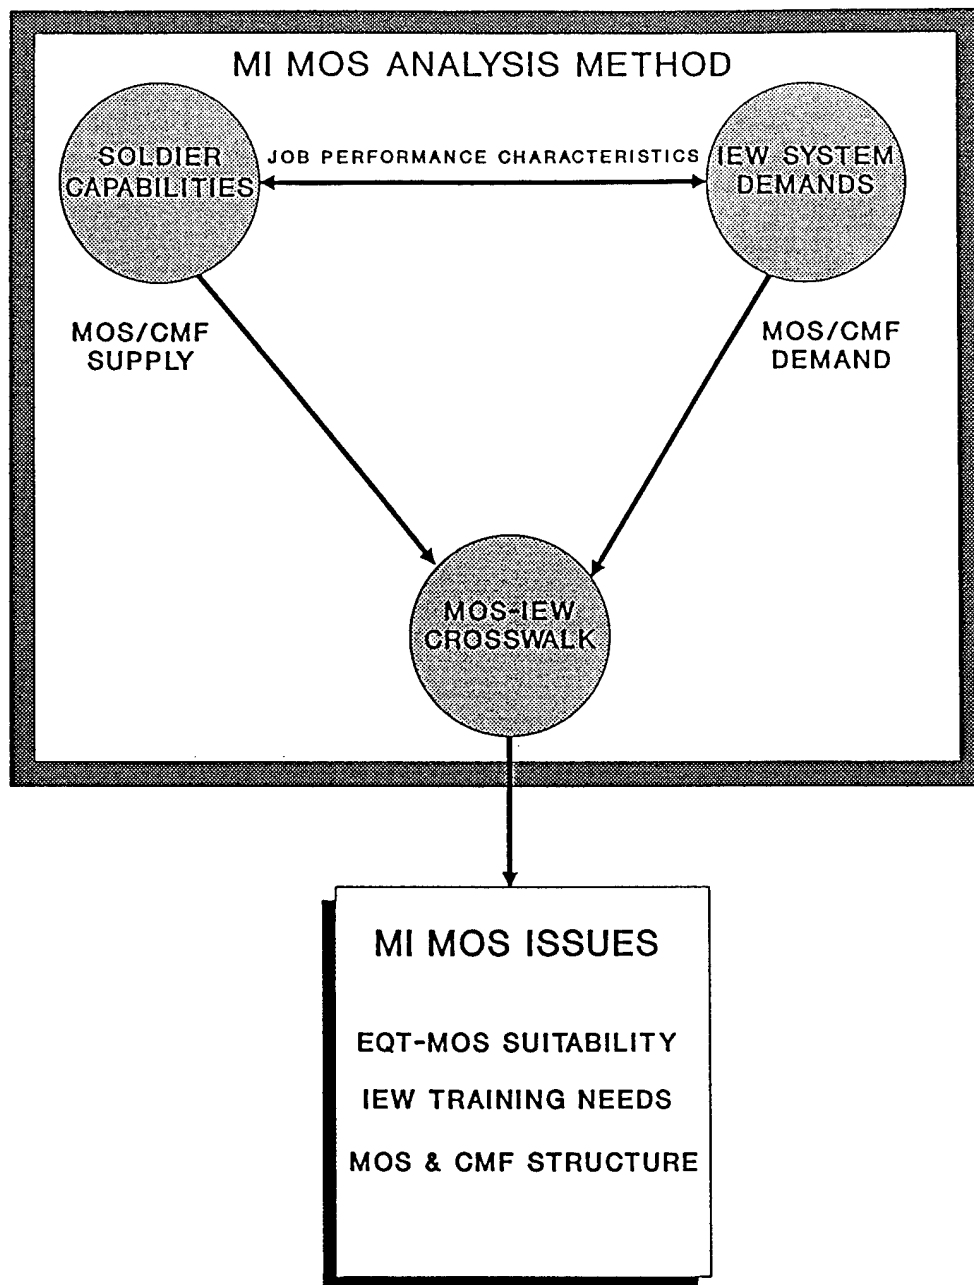 MI MOS ANALYSIS METHOD
SOLDIER
CAPABILITIES
JOB PERFORMANCE CHARACTERISTICS
IEW SYSTEM
DEMANDS
MOS/CMF
SUPPLY
MOS/CMF
DEMAND
MOS-IEW
CROSSWALK
MI MOS ISSUES
EQT-MOS SUITABILITY
IEW TRAINING NEEDS
MOS & CMF STRUCTURE